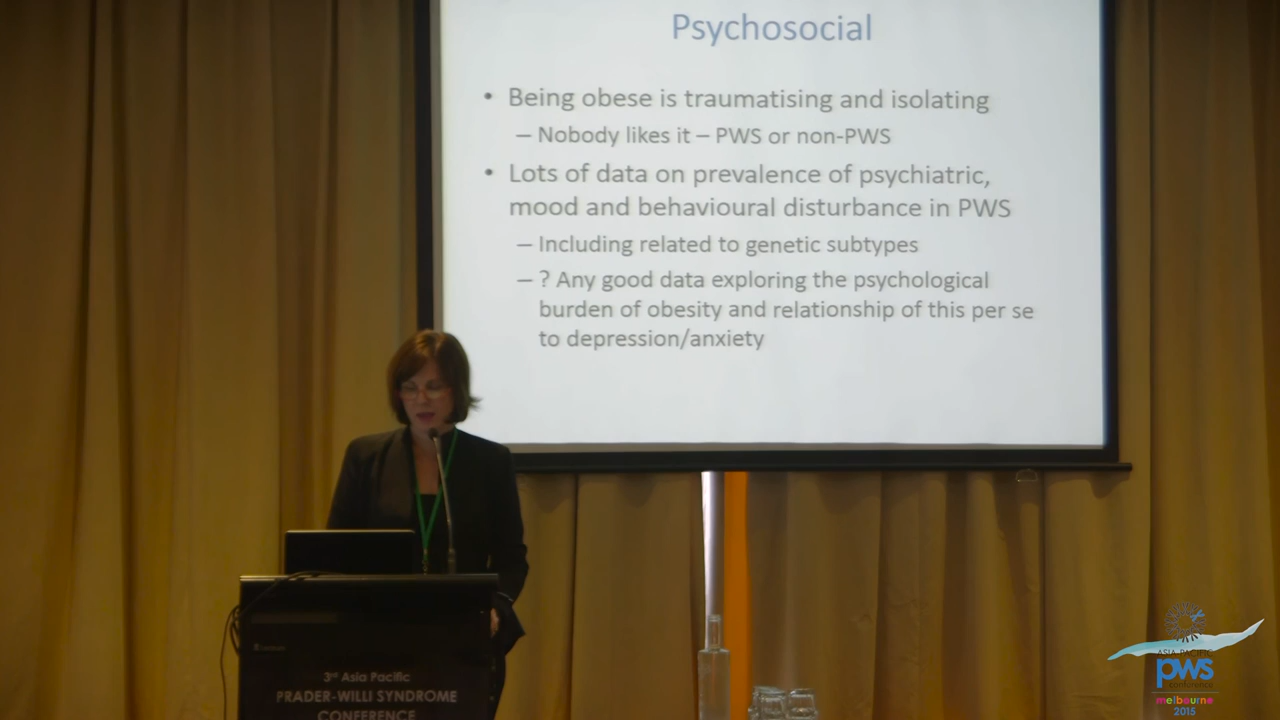 Psychosocial
• Being obese is traumatising and isolating
– Nobody likes it – PWS or non-PWS
• Lots of data on prevalence of psychiatric,
mood and behavioural disturbance in PWS
– Including related to genetic subtypes
– ? Any good data exploring the psychological
burden of obesity and relationship of this per se
to depression/anxiety
3rd Asia Pacific
PRADER-WILLI SYNDROME
CONFERENCE
ASIA-PACIFIC
pws
conference
melbourne
2015